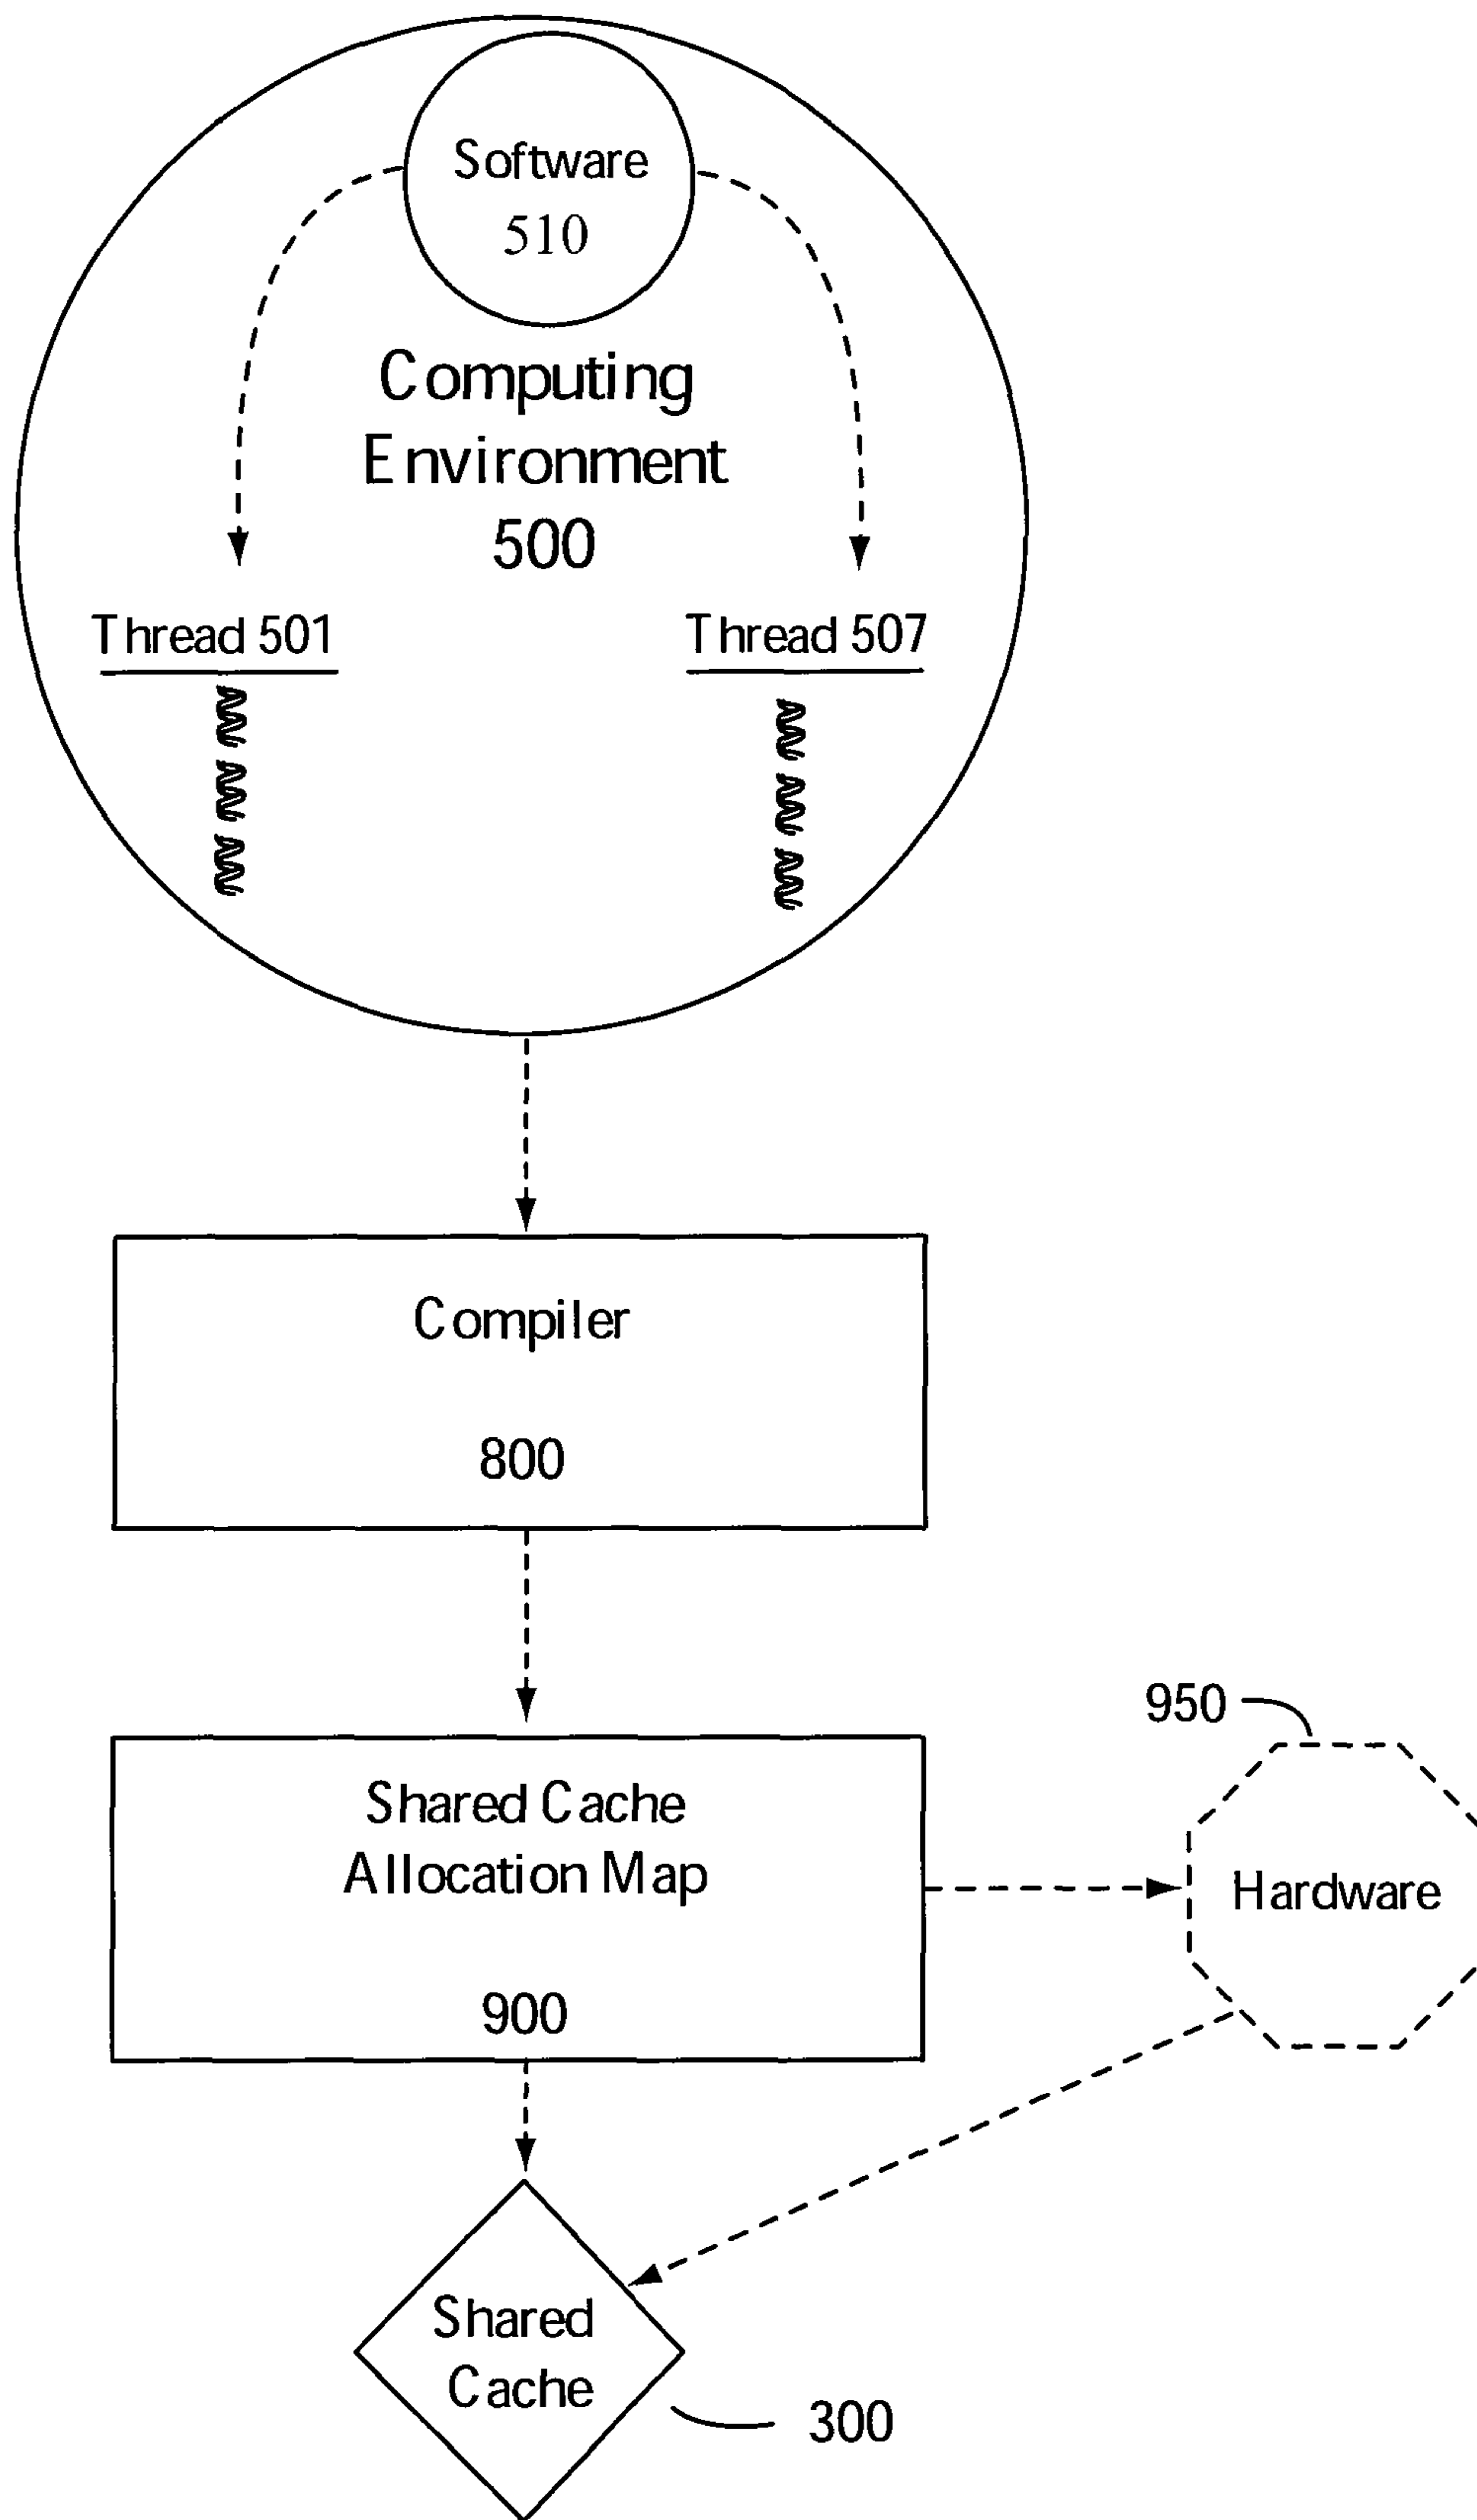 Software
510
Computing
Environment
500
Thread 501
Thread 507
Compiler
800
950
Shared Cache
Allocation Map
900
Hardware
Shared
Cache
300